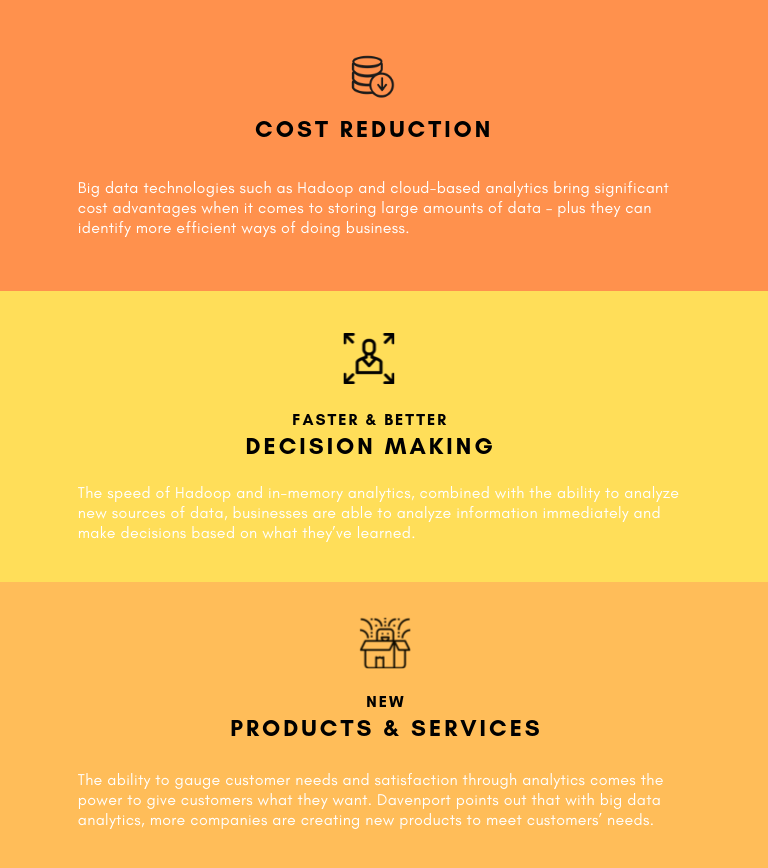 COST REDUCTION
Big data technologies such as Hadoop and cloud-based analytics bring significant
cost advantages when it comes to storing large amounts of data – plus they can
identify more efficient ways of doing business.
FASTER & BETTER
DECISION MAKING
The speed of Hadoop and in-memory analytics, combined with the ability to analyze
new sources of data, businesses are able to analyze information immediately and
make decisions based on what they’ve learned.
NEW
PRODUCTS & SERVICES
The ability to gauge customer needs and satisfaction through analytics comes the
power to give customers what they want. Davenport points out that with big data
analytics, more companies are creating new products to meet customers’ needs.